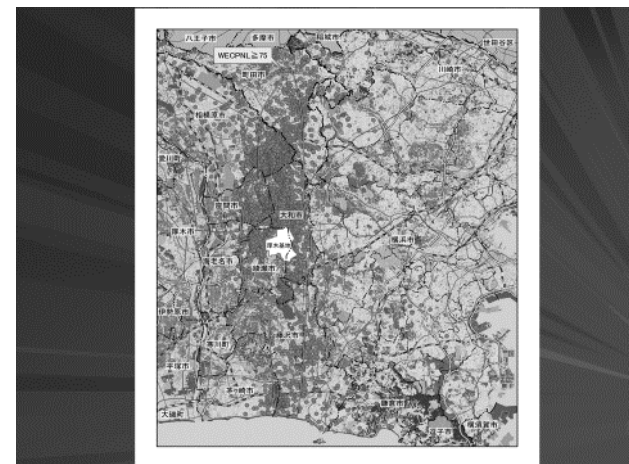 八王子市
多摩市
稲城市
世田谷区
WECPNL≧75
町田市
川崎市
相模原市
愛川町
座間市
大和市
厚木市
厚木基地
横浜市
海老名市
綾瀬市
伊勢原市
藤沢市
寒川町
平塚市
茅ヶ崎市
鎌倉市
大磯町
逗子市
横須賀市